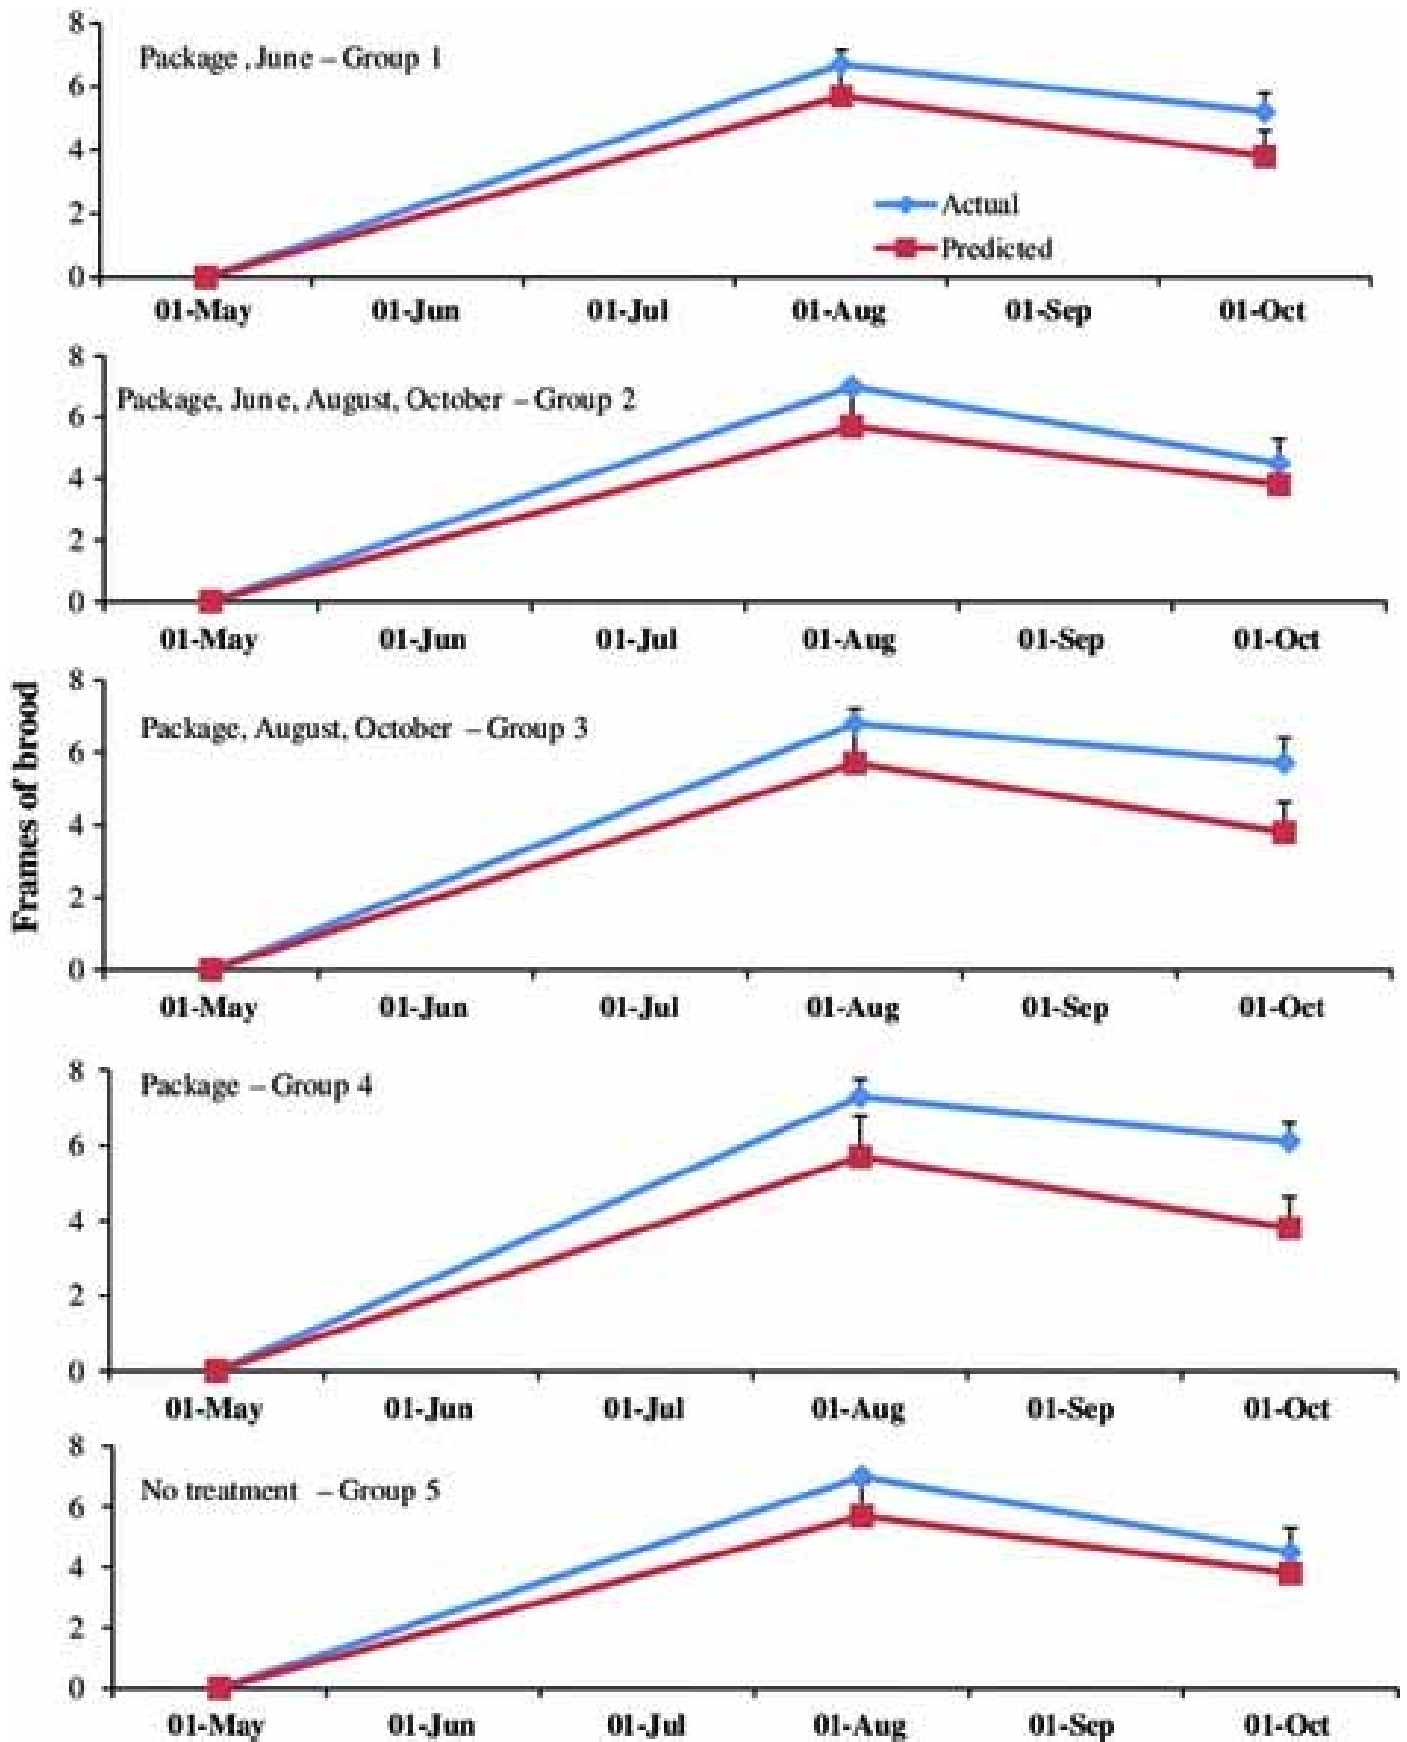 Frames of brood
8
Package, June – Group 1
6
4
Actual
2
Predicted
0
01-May 01-Jun 01-Jul 01-Aug 01-Sep 01-Oct
8
Package, June, August, October – Group 2
6
4
2
0
01-May 01-Jun 01-Jul 01-Aug 01-Sep 01-Oct
8
Package, August, October – Group 3
6
4
2
0
01-May 01-Jun 01-Jul 01-Aug 01-Sep 01-Oct
8
Package – Group 4
6
4
2
0
01-May 01-Jun 01-Jul 01-Aug 01-Sep 01-Oct
8
No treatment – Group 5
6
4
2
0
01-May 01-Jun 01-Jul 01-Aug 01-Sep 01-Oct